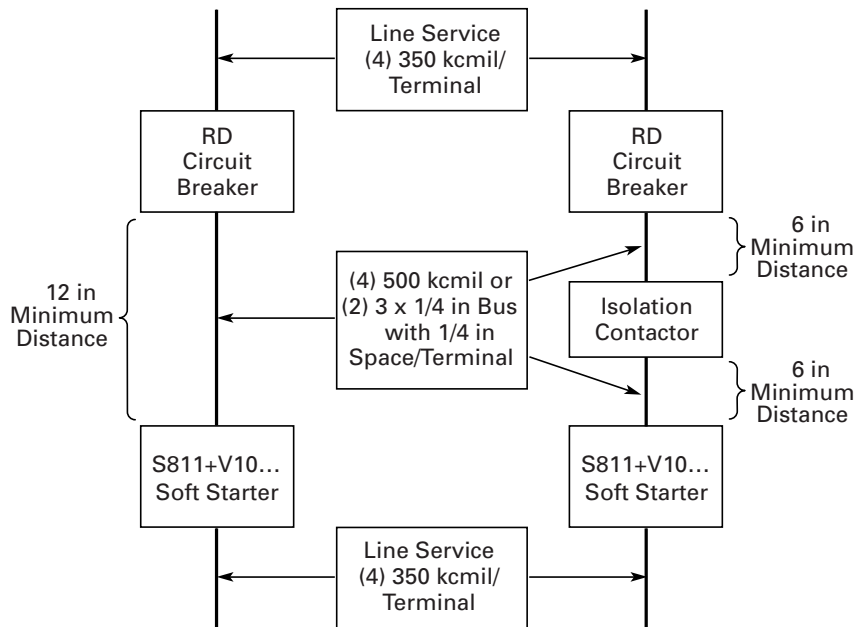 Line Service
(4) 350 kcmil/
Terminal
RD
Circuit
Breaker
RD
Circuit
Breaker
6 in
Minimum
Distance
12 in
Minimum
Distance
(4) 500 kcmil or
(2) 3 x 1/4 in Bus
with 1/4 in
Space/Terminal
Isolation
Contactor
6 in
Minimum
Distance
S811+V10...
Soft Starter
S811+V10...
Soft Starter
Line Service
(4) 350 kcmil/
Terminal